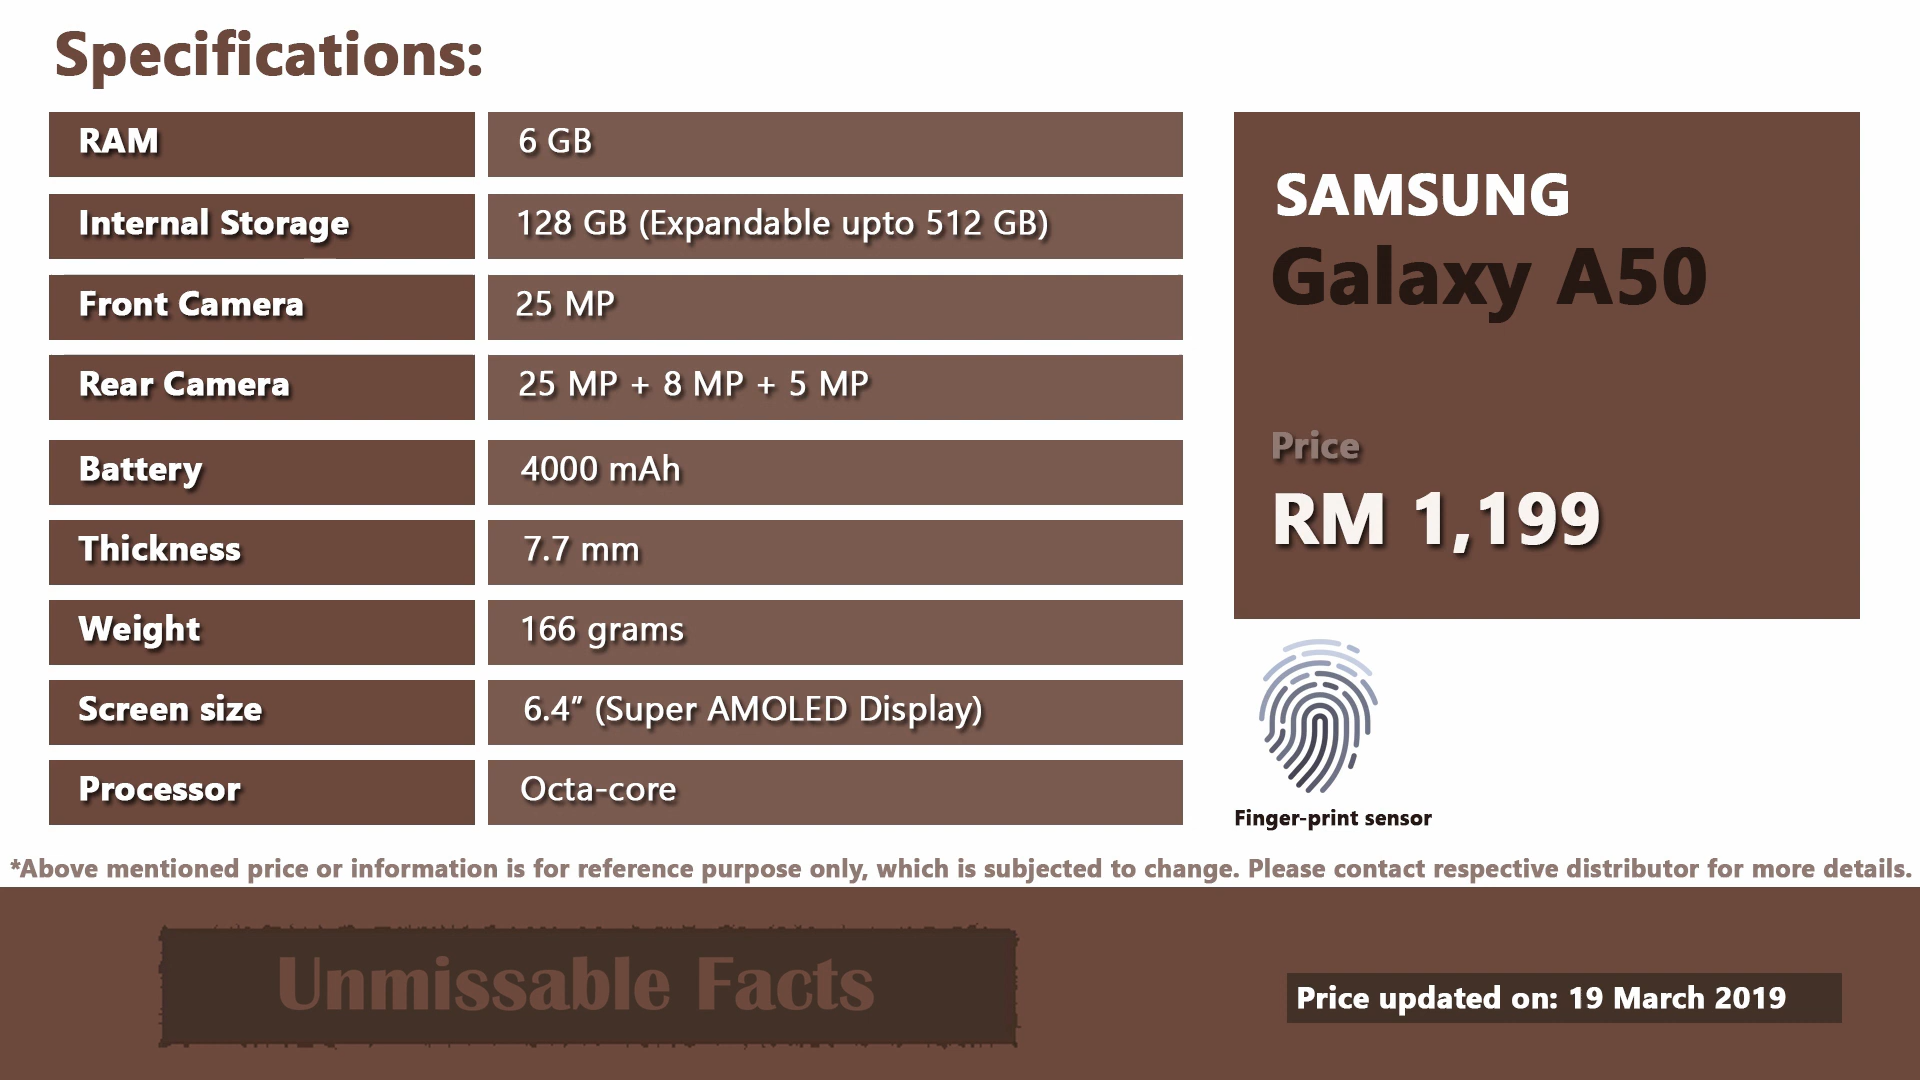 Specifications:
RAM 6 GB
Internal Storage 128 GB (Expandable upto 512 GB)
Front Camera 25 MP
Rear Camera 25 MP + 8 MP + 5 MP
Battery 4000 mAh
Thickness 7.7 mm
Weight 166 grams
Screen size 6.4” (Super AMOLED Display)
Processor Octa-core
SAMSUNG
Galaxy A50
Price
RM 1,199
Finger-print sensor
*Above mentioned price or information is for reference purpose only, which is subjected to change. Please contact respective distributor for more details.
Unmissable Facts
Price updated on: 19 March 2019